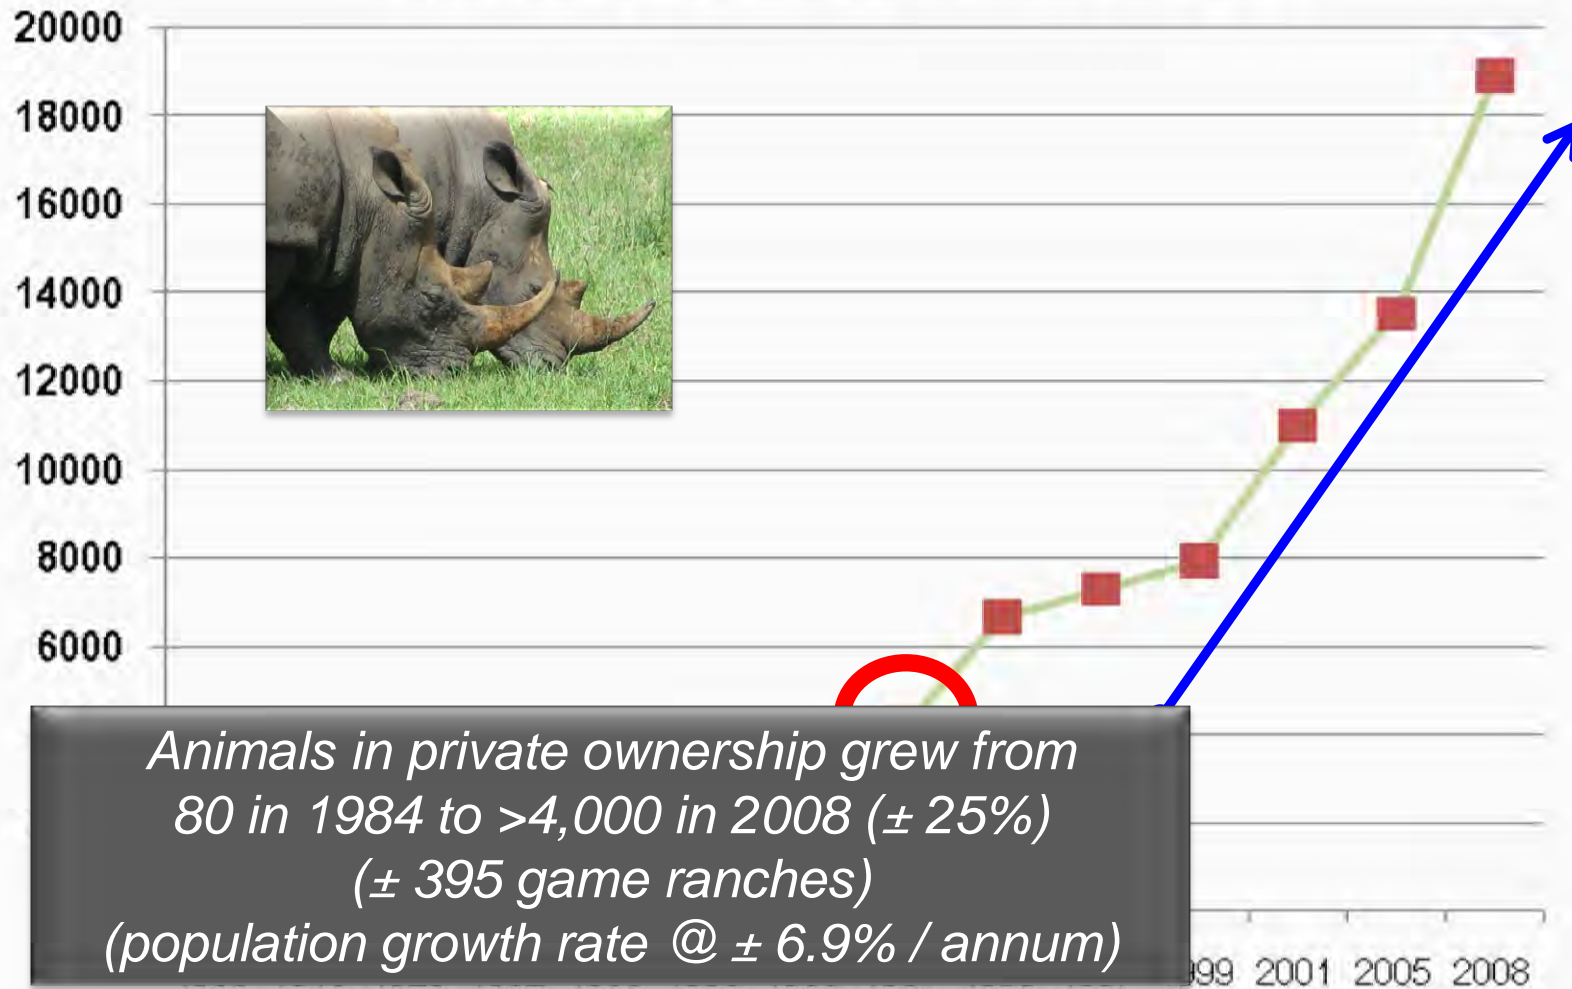 20000
18000
16000
14000
12000
10000
8000
6000
Animals in private ownership grew from
80 in 1984 to >4,000 in 2008 (± 25%)
(± 395 game ranches)
(population growth rate @ ± 6.9% / annum)
2001 2005 2008